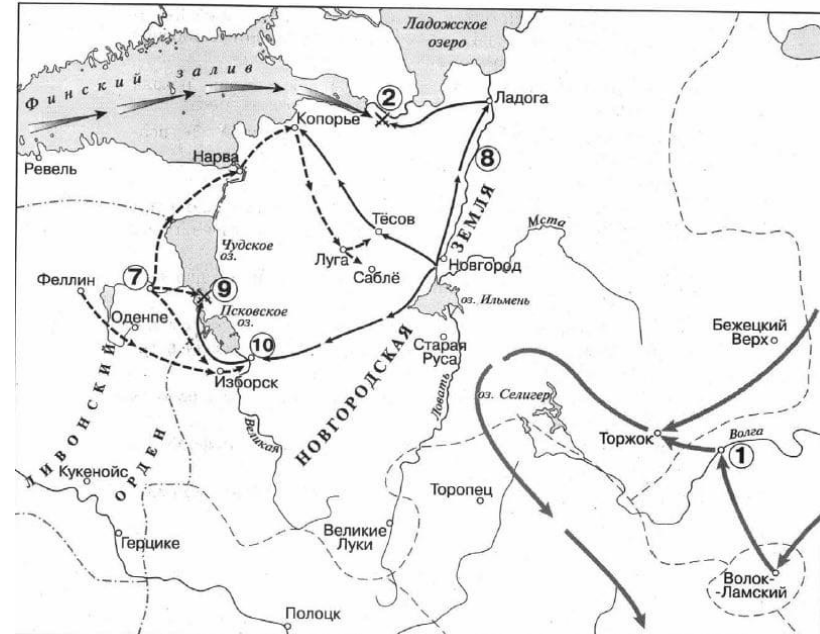 Ладожское
озеро
Финский залив
2
Ладога
Копорье
Ревель
Нарва
8
ЗЕМЛЯ
Мста
Тёсов
Чудское
оз.
Луга
Саблё
Новгород
Феллин
7
9
оз. Ильмень
Псковское
оз.
Оденпе
10
Старая
Руса
Бежецкий
Верх
Изборск
НОВГОРОДСКАЯ
Ловать
оз. Селигер
Торжок
Волга
1
ЛИВОНСКИЙ
ОРДЕН
Великая
Кукенойс
Торопец
Герцике
Великие
Луки
Волок-
-Ламский
Полоцк